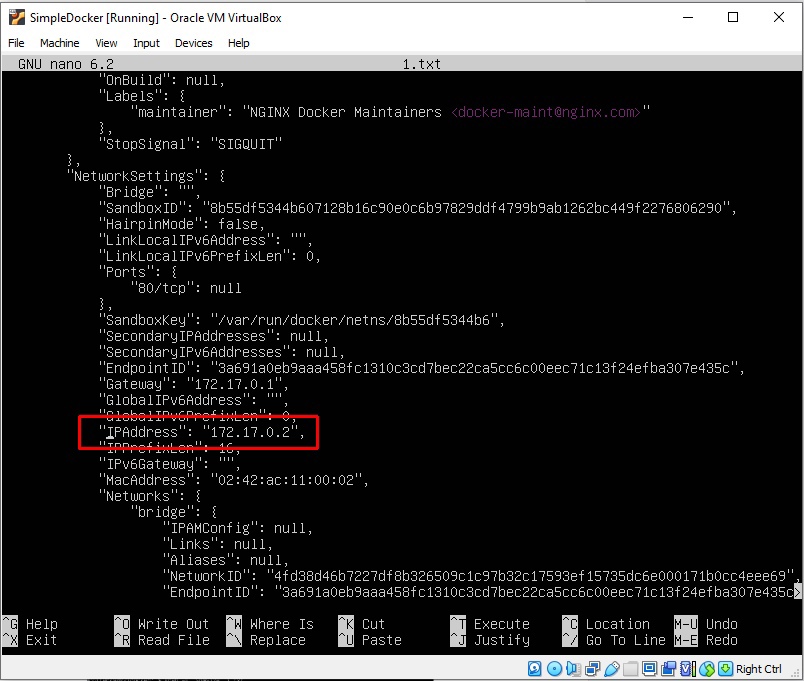 SimpleDocker [Running] - Oracle VM VirtualBox
File Machine View Input Devices Help
GNU nano 6.2 1.txt
"OnBuild": null,
"Labels": {
"maintainer": "NGINX Docker Maintainers <docker-maint@nginx.com>"
},
"StopSignal": "SIGQUIT"
},
"NetworkSettings": {
"Bridge": "",
"SandboxID": "8b55df5344b607128b16c90e0c6b97829ddf4799b9ab1262bc449f2276806290",
"HairpinMode": false,
"LinkLocalIPv6Address": "",
"LinkLocalIPv6PrefixLen": 0,
"Ports": {
"80/tcp": null
},
"SandboxKey": "/var/run/docker/netns/8b55df5344b6",
"SecondaryIPAddresses": null,
"SecondaryIPv6Addresses": null,
"EndpointID": "3a691a0eb9aaa458fc1310c3cd7bec22ca5cc6c00eec71c13f24efba307e435c",
"Gateway": "172.17.0.1",
"GlobalIPv6Address": "",
"GlobalIPv6PrefixLen": 0,
"IPAddress": "172.17.0.2",
"IPPrefixLen": 16,
"IPv6Gateway": "",
"MacAddress": "02:42:ac:11:00:02",
"Networks": {
"bridge": {
"IPAMConfig": null,
"Links": null,
"Aliases": null,
"NetworkID": "4fd38d46b7227df8b326509c1c97b32c17593ef15735dc6e000171b0cc4eee69",
"EndpointID": "3a691a0eb9aaa458fc1310c3cd7bec22ca5cc6c00eec71c13f24efba307e435c>
^G Help ^O Write Out ^W Where Is ^K Cut ^T Execute ^C Location M-U Undo
^X Exit ^R Read File ^\ Replace ^U Paste ^J Justify ^/ Go To Line M-E Redo
Right Ctrl